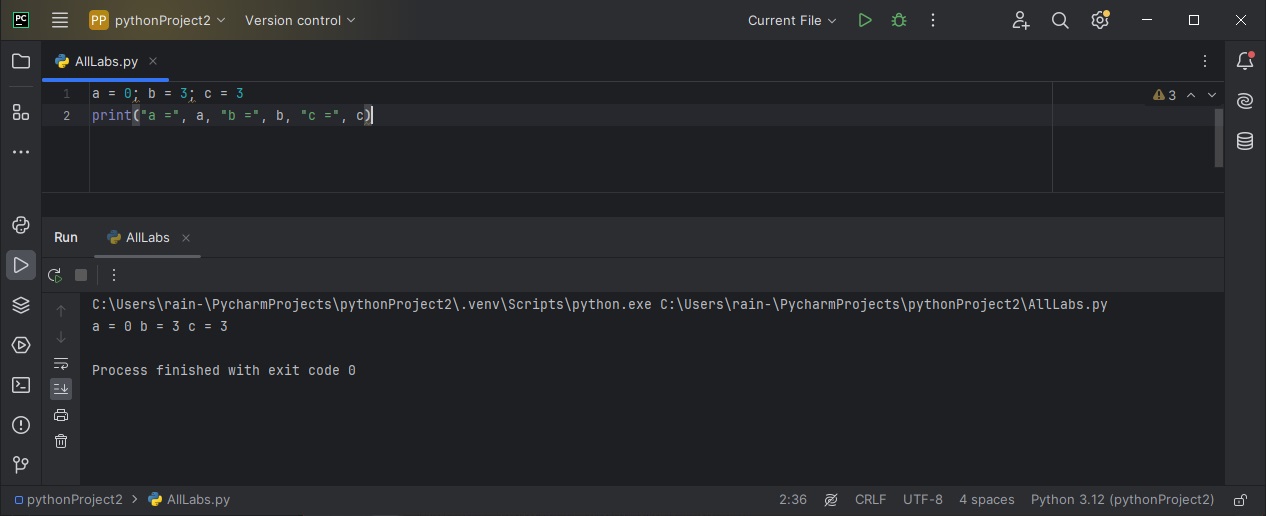 PC PP pythonProject2 Version control Current File
AllLabs.py
1 a = 0; b = 3; c = 3
3
2 print("a =", a, "b =", b, "c =", c)
Run AllLabs
C:\Users\rain-\PycharmProjects\pythonProject2\.venv\Scripts\python.exe C:\Users\rain-\PycharmProjects\pythonProject2\AllLabs.py
a = 0 b = 3 c = 3
Process finished with exit code 0
pythonProject2 > AllLabs.py 2:36 CRLF UTF-8 4 spaces Python 3.12 (pythonProject2)